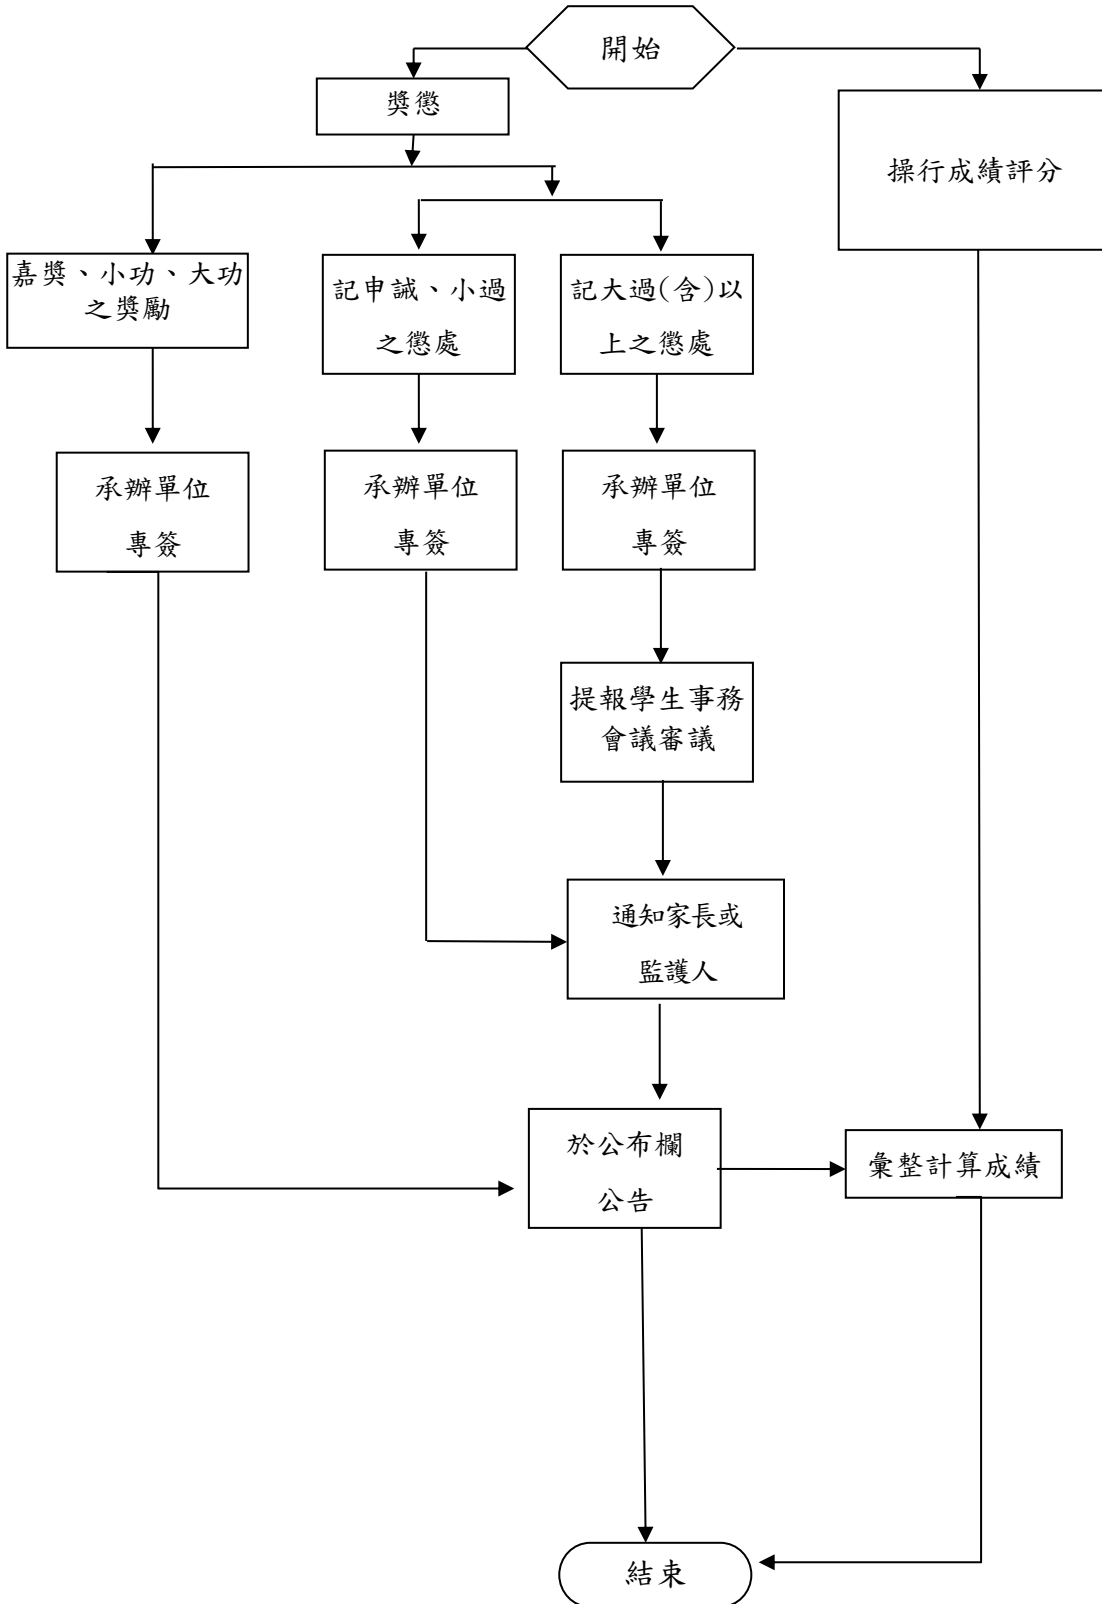 開始
獎懲
操行成績評分
嘉獎、小功、大功
之獎勵
記申誡、小過
之懲處
記大過(含)以
上之懲處
承辦單位
專簽
承辦單位
專簽
承辦單位
專簽
提報學生事務
會議審議
通知家長或
監護人
於公布欄
公告
彙整計算成績
結束